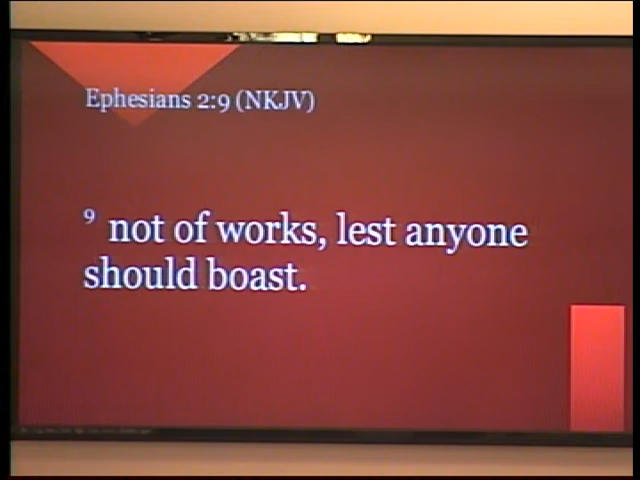 Ephesians 2:9 (NKJV)
9 not of works, lest anyone
should boast.